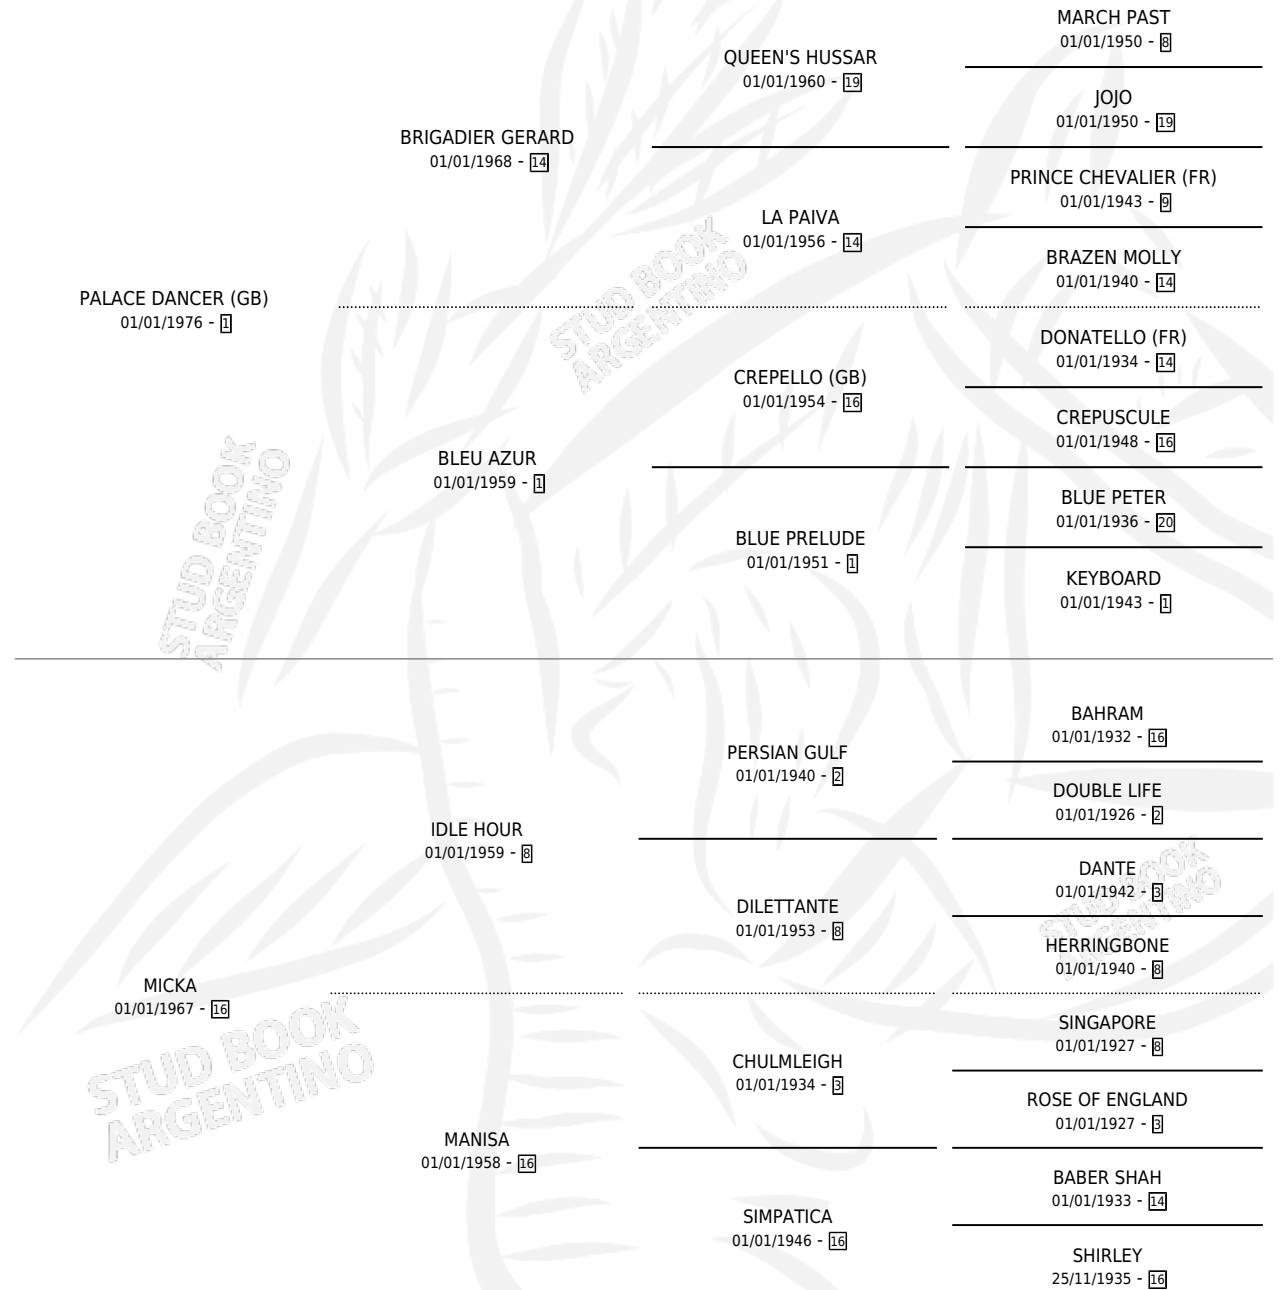 MARCH PAST
01/01/1950 - 8
QUEEN'S HUSSAR
01/01/1960 - 19
JOJO
01/01/1950 - 19
BRIGADIER GERARD
01/01/1968 - 14
PRINCE CHEVALIER (FR)
01/01/1943 - 9
LA PAIVA
01/01/1956 - 14
BRAZEN MOLLY
01/01/1940 - 14
PALACE DANCER (GB)
01/01/1976 - 1
DONATELLO (FR)
01/01/1934 - 14
CREPELLO (GB)
01/01/1954 - 16
CREPUSCULE
01/01/1948 - 16
BLEU AZUR
01/01/1959 - 1
BLUE PETER
01/01/1936 - 20
BLUE PRELUDE
01/01/1951 - 1
KEYBOARD
01/01/1943 - 1
BAHRAM
01/01/1932 - 16
PERSIAN GULF
01/01/1940 - 2
DOUBLE LIFE
01/01/1926 - 2
IDLE HOUR
01/01/1959 - 8
DANTE
01/01/1942 - 3
DILETTANTE
01/01/1953 - 8
HERRINGBONE
01/01/1940 - 8
MICKA
01/01/1967 - 16
SINGAPORE
01/01/1927 - 8
CHULMLEIGH
01/01/1934 - 3
ROSE OF ENGLAND
01/01/1927 - 3
MANISA
01/01/1958 - 16
BABER SHAH
01/01/1933 - 14
SIMPATICA
01/01/1946 - 16
SHIRLEY
25/11/1935 - 16
STUD BOOK
ARGENTINO
STUD BOOK
ARGENTINO
STUD BOOK
ARGENTINO
STUD BOOK
ARGENTINO